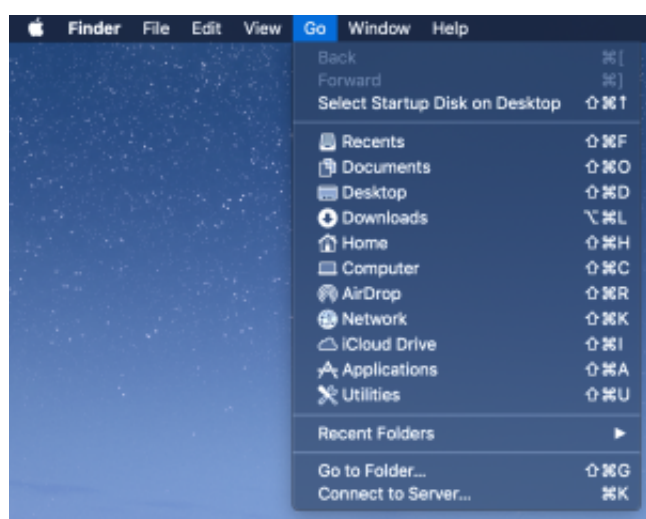 Finder File Edit View Go Window Help
Back ⌘[
Forward ⌘]
Select Startup Disk on Desktop ⇧⌘↑
Recents ⇧⌘F
Documents ⇧⌘O
Desktop ⇧⌘D
Downloads ⌥⌘L
Home ⇧⌘H
Computer ⇧⌘C
AirDrop ⇧⌘R
Network ⇧⌘K
iCloud Drive ⇧⌘I
Applications ⇧⌘A
Utilities ⇧⌘U
Recent Folders ▶
Go to Folder... ⇧⌘G
Connect to Server... ⌘K